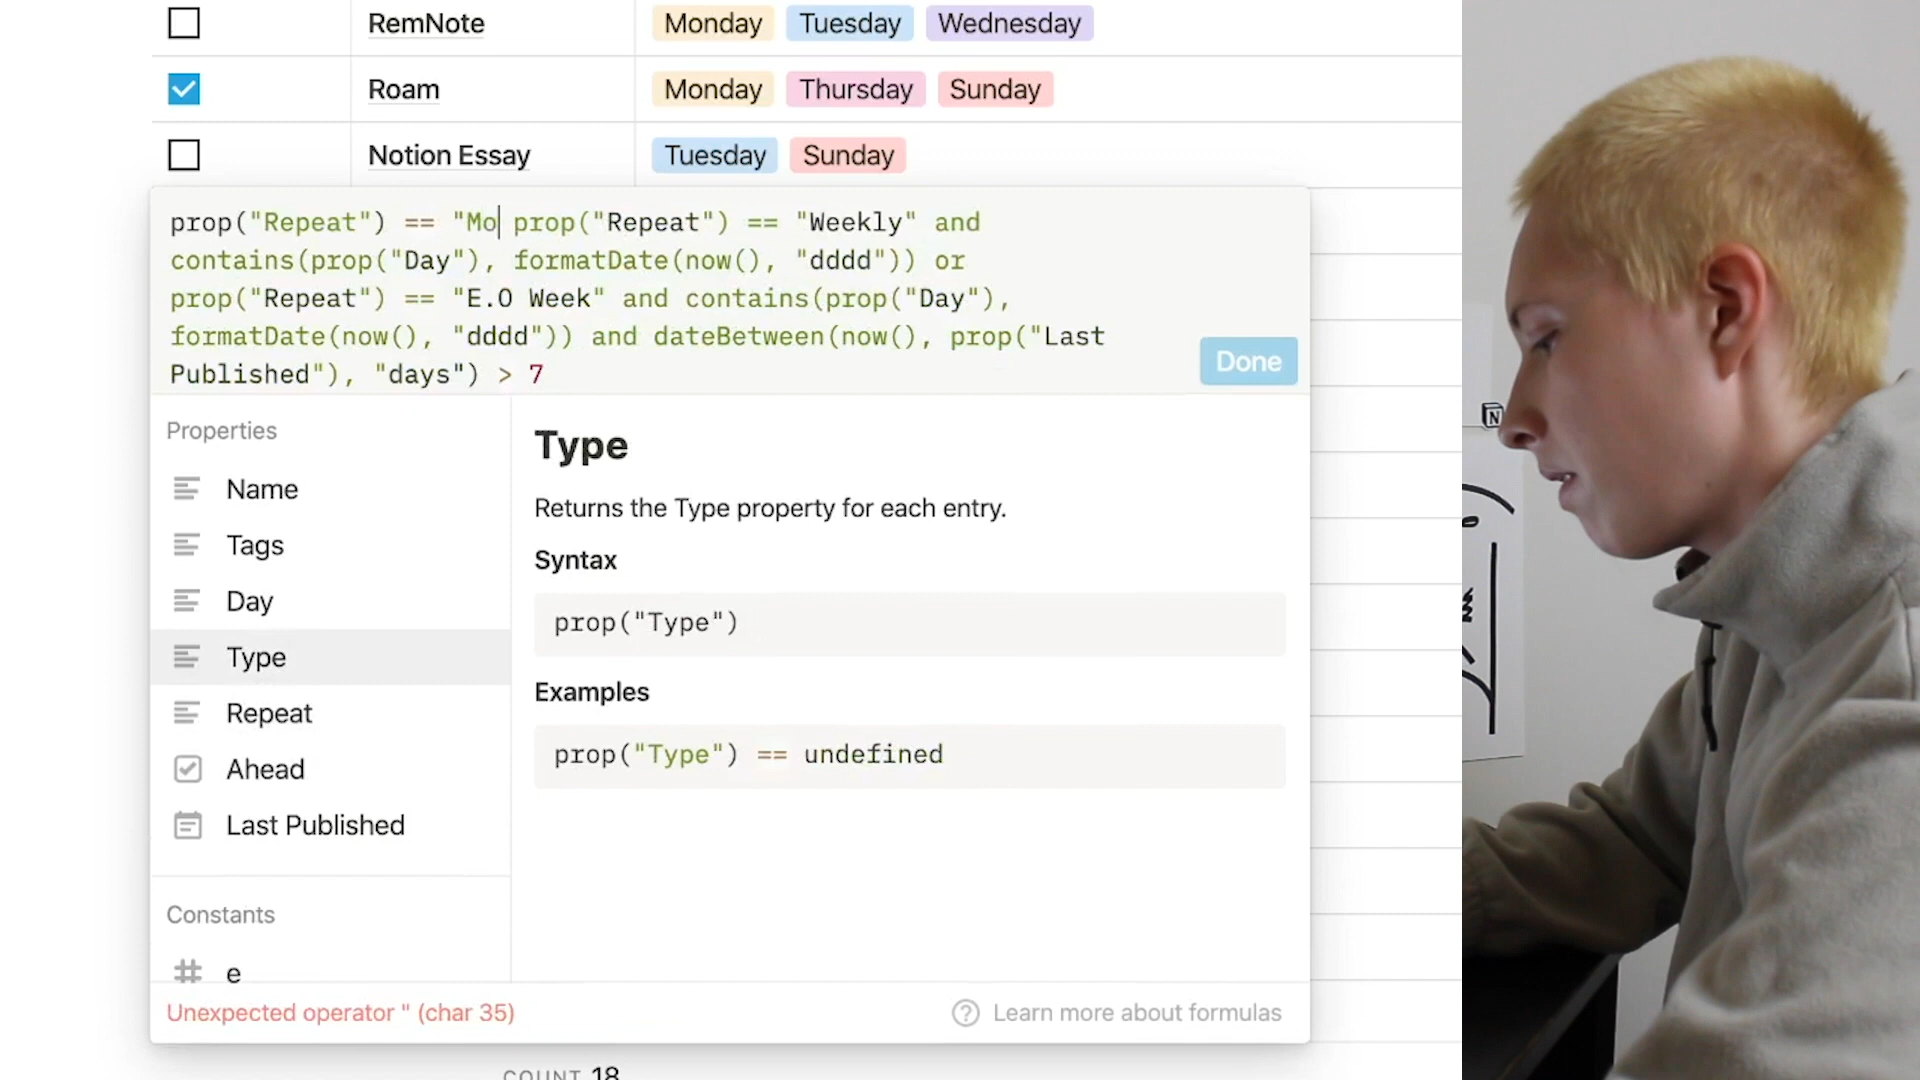 RemNote Monday Tuesday Wednesday
Roam Monday Thursday Sunday
Notion Essay Tuesday Sunday
prop("Repeat") == "Mo prop("Repeat") == "Weekly" and
contains(prop("Day"), formatDate(now(), "dddd")) or
prop("Repeat") == "E.O Week" and contains(prop("Day"),
formatDate(now(), "dddd")) and dateBetween(now(), prop("Last
Published"), "days") > 7
Done
Properties
Name
Tags
Day
Type
Repeat
Ahead
Last Published
Constants
# e
Type
Returns the Type property for each entry.
Syntax
prop("Type")
Examples
prop("Type") == undefined
Unexpected operator " (char 35)
? Learn more about formulas
COUNT 18
N